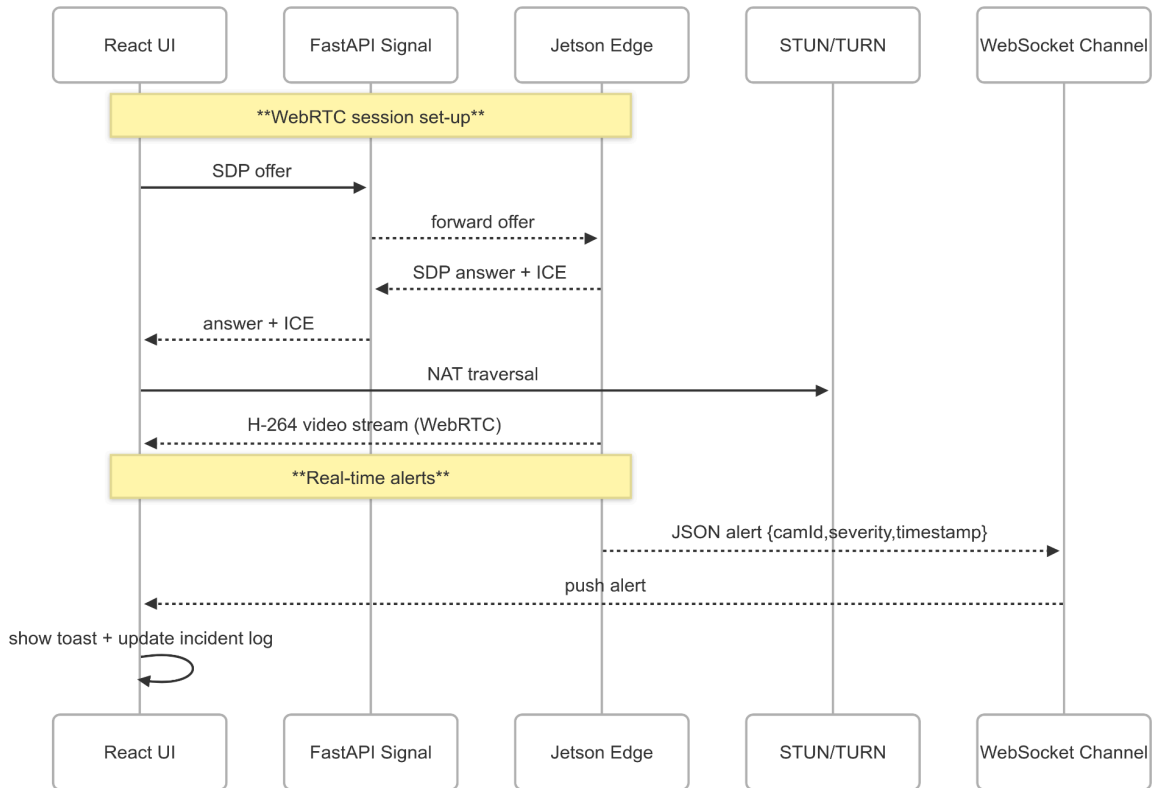 React UI
FastAPI Signal
Jetson Edge
STUN/TURN
WebSocket Channel
**WebRTC session set-up**
SDP offer
forward offer
SDP answer + ICE
answer + ICE
NAT traversal
H-264 video stream (WebRTC)
**Real-time alerts**
JSON alert {camId,severity,timestamp}
push alert
show toast + update incident log
React UI
FastAPI Signal
Jetson Edge
STUN/TURN
WebSocket Channel